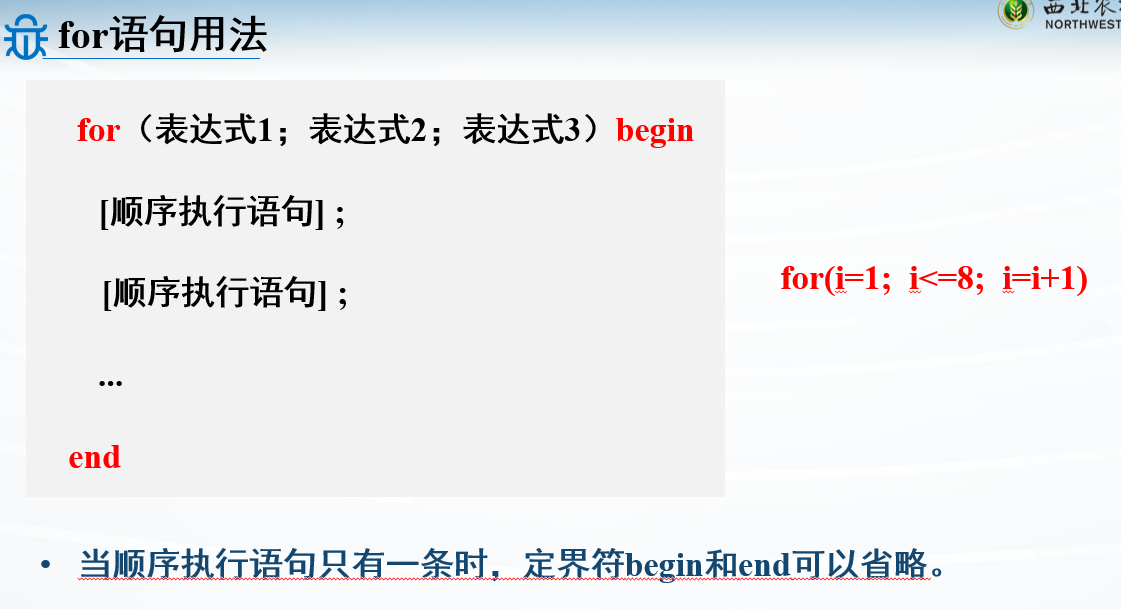 for语句用法
西北农
NORTHWEST
for（表达式1；表达式2；表达式3）begin
[顺序执行语句] ;
[顺序执行语句] ;
...
end
for(i=1; i<=8; i=i+1)
• 当顺序执行语句只有一条时，定界符begin和end可以省略。